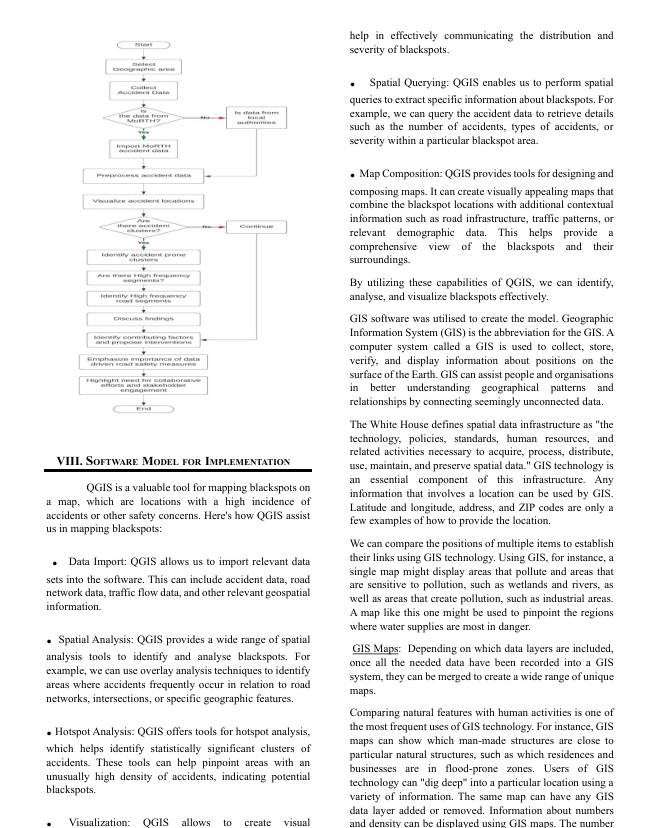 Start
Select
Geographic area
Collect
Accident Data
Is
the data from
MoRTH?
No
Is data from
local
authorities
Yes
Import MoRTH
accident data
Preprocess accident data
Visualize accident locations
Are
there accident
clusters?
No
Continue
Yes
Identify accident prone
clusters
Are there High frequency
segments?
Identify High frequency
road segments
Discuss findings
Identify contributing factors
and propose interventions
Emphasize importance of data
driven road safety measures
Highlight need for collaborative
efforts and stakeholder
engagement
End
VIII. Software Model for Implementation
QGIS is a valuable tool for mapping blackspots on
a map, which are locations with a high incidence of
accidents or other safety concerns. Here's how QGIS assist
us in mapping blackspots:
• Data Import: QGIS allows us to import relevant data
sets into the software. This can include accident data, road
network data, traffic flow data, and other relevant geospatial
information.
• Spatial Analysis: QGIS provides a wide range of spatial
analysis tools to identify and analyse blackspots. For
example, we can use overlay analysis techniques to identify
areas where accidents frequently occur in relation to road
networks, intersections, or specific geographic features.
• Hotspot Analysis: QGIS offers tools for hotspot analysis,
which helps identify statistically significant clusters of
accidents. These tools can help pinpoint areas with an
unusually high density of accidents, indicating potential
blackspots.
• Visualization: QGIS allows to create visual
help in effectively communicating the distribution and
severity of blackspots.
• Spatial Querying: QGIS enables us to perform spatial
queries to extract specific information about blackspots. For
example, we can query the accident data to retrieve details
such as the number of accidents, types of accidents, or
severity within a particular blackspot area.
• Map Composition: QGIS provides tools for designing and
composing maps. It can create visually appealing maps that
combine the blackspot locations with additional contextual
information such as road infrastructure, traffic patterns, or
relevant demographic data. This helps provide a
comprehensive view of the blackspots and their
surroundings.
By utilizing these capabilities of QGIS, we can identify,
analyse, and visualize blackspots effectively.
GIS software was utilised to create the model. Geographic
Information System (GIS) is the abbreviation for the GIS. A
computer system called a GIS is used to collect, store,
verify, and display information about positions on the
surface of the Earth. GIS can assist people and organisations
in better understanding geographical patterns and
relationships by connecting seemingly unconnected data.
The White House defines spatial data infrastructure as "the
technology, policies, standards, human resources, and
related activities necessary to acquire, process, distribute,
use, maintain, and preserve spatial data." GIS technology is
an essential component of this infrastructure. Any
information that involves a location can be used by GIS.
Latitude and longitude, address, and ZIP codes are only a
few examples of how to provide the location.
We can compare the positions of multiple items to establish
their links using GIS technology. Using GIS, for instance, a
single map might display areas that pollute and areas that
are sensitive to pollution, such as wetlands and rivers, as
well as areas that create pollution, such as industrial areas.
A map like this one might be used to pinpoint the regions
where water supplies are most in danger.
GIS Maps: Depending on which data layers are included,
once all the needed data have been recorded into a GIS
system, they can be merged to create a wide range of unique
maps.
Comparing natural features with human activities is one of
the most frequent uses of GIS technology. For instance, GIS
maps can show which man-made structures are close to
particular natural structures, such as which residences and
businesses are in flood-prone zones. Users of GIS
technology can "dig deep" into a particular location using a
variety of information. The same map can have any GIS
data layer added or removed. Information about numbers
and density can be displayed using GIS maps. The number